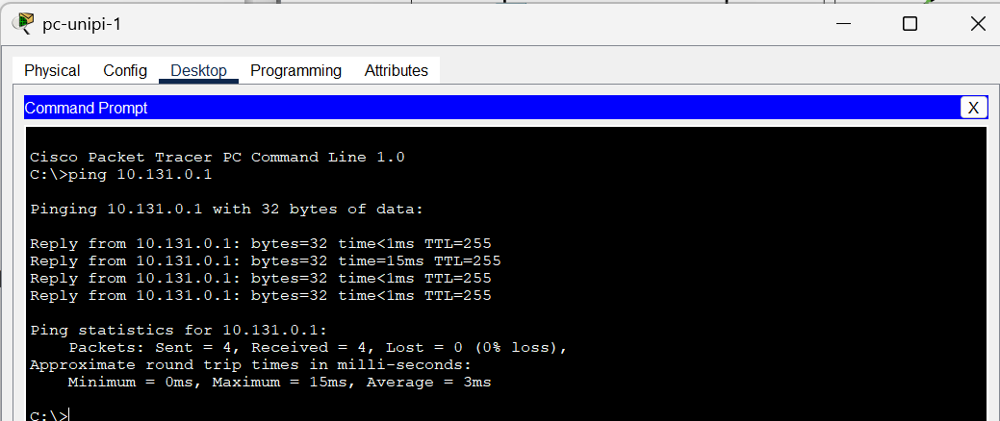 pc-unipi-1
Physical Config Desktop Programming Attributes
Command Prompt X
Cisco Packet Tracer PC Command Line 1.0
C:\>ping 10.131.0.1
Pinging 10.131.0.1 with 32 bytes of data:
Reply from 10.131.0.1: bytes=32 time<1ms TTL=255
Reply from 10.131.0.1: bytes=32 time=15ms TTL=255
Reply from 10.131.0.1: bytes=32 time<1ms TTL=255
Reply from 10.131.0.1: bytes=32 time<1ms TTL=255
Ping statistics for 10.131.0.1:
Packets: Sent = 4, Received = 4, Lost = 0 (0% loss),
Approximate round trip times in milli-seconds:
Minimum = 0ms, Maximum = 15ms, Average = 3ms
C:\>